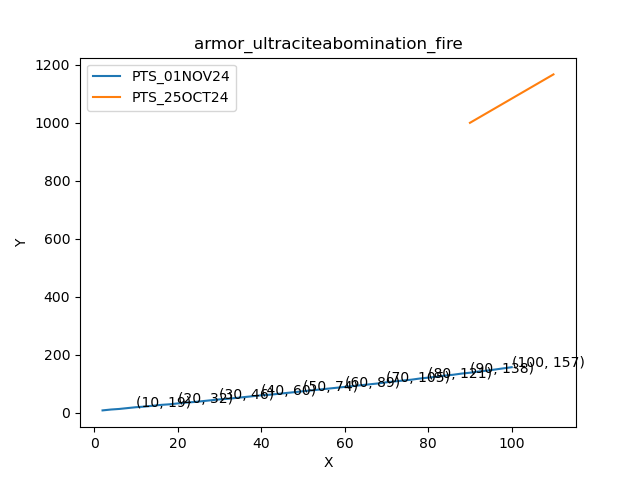 armor_ultraciteabomination_fire
PTS_01NOV24
PTS_25OCT24
1200
1000
800
600
400
200
0
Y
(10, 19)
(20, 32)
(30, 46)
(40, 60)
(50, 74)
(60, 89)
(70, 105)
(80, 121)
(90, 138)
(100, 157)
0 20 40 60 80 100
X